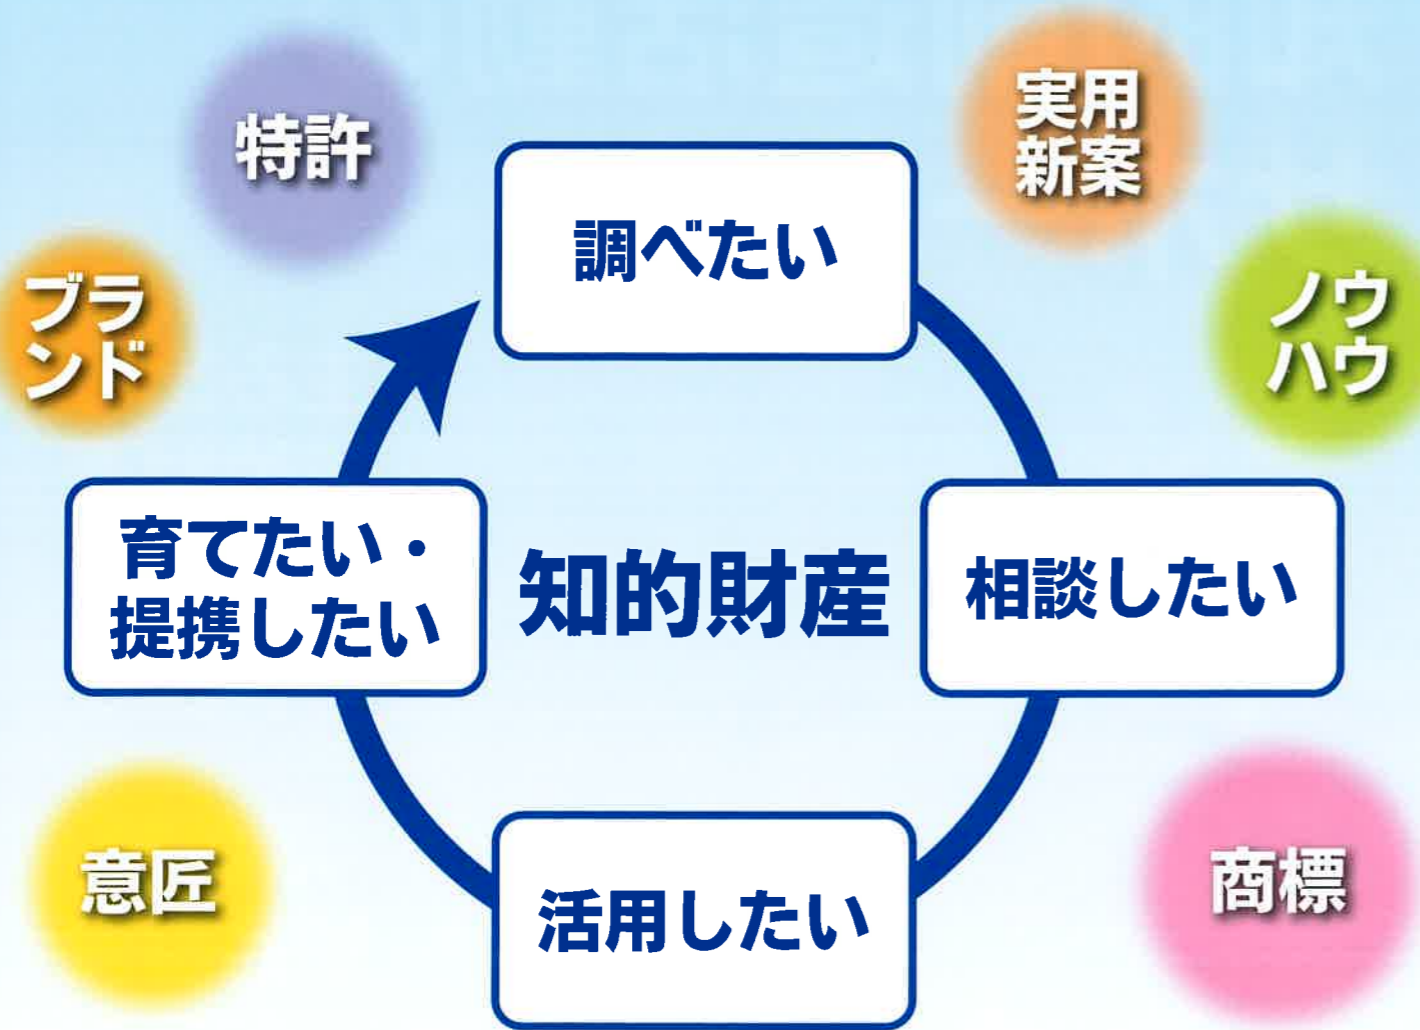 特許
実用
新案
調べたい
ブラ
ンド
ノウ
ハウ
育てたい・
提携したい
知的財産
相談したい
意匠
商標
活用したい